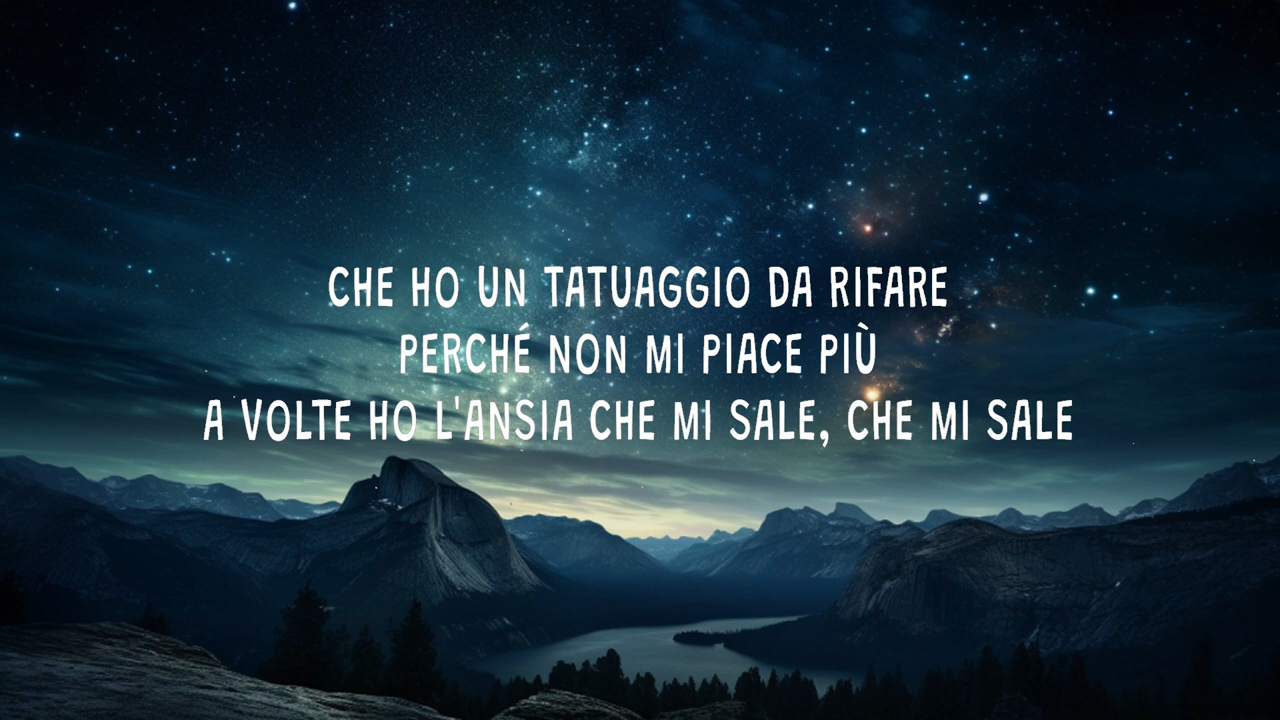 CHE HO UN TATUAGGIO DA RIFARE
PERCHÉ NON MI PIACE PIÙ
A VOLTE HO L'ANSIA CHE MI SALE, CHE MI SALE